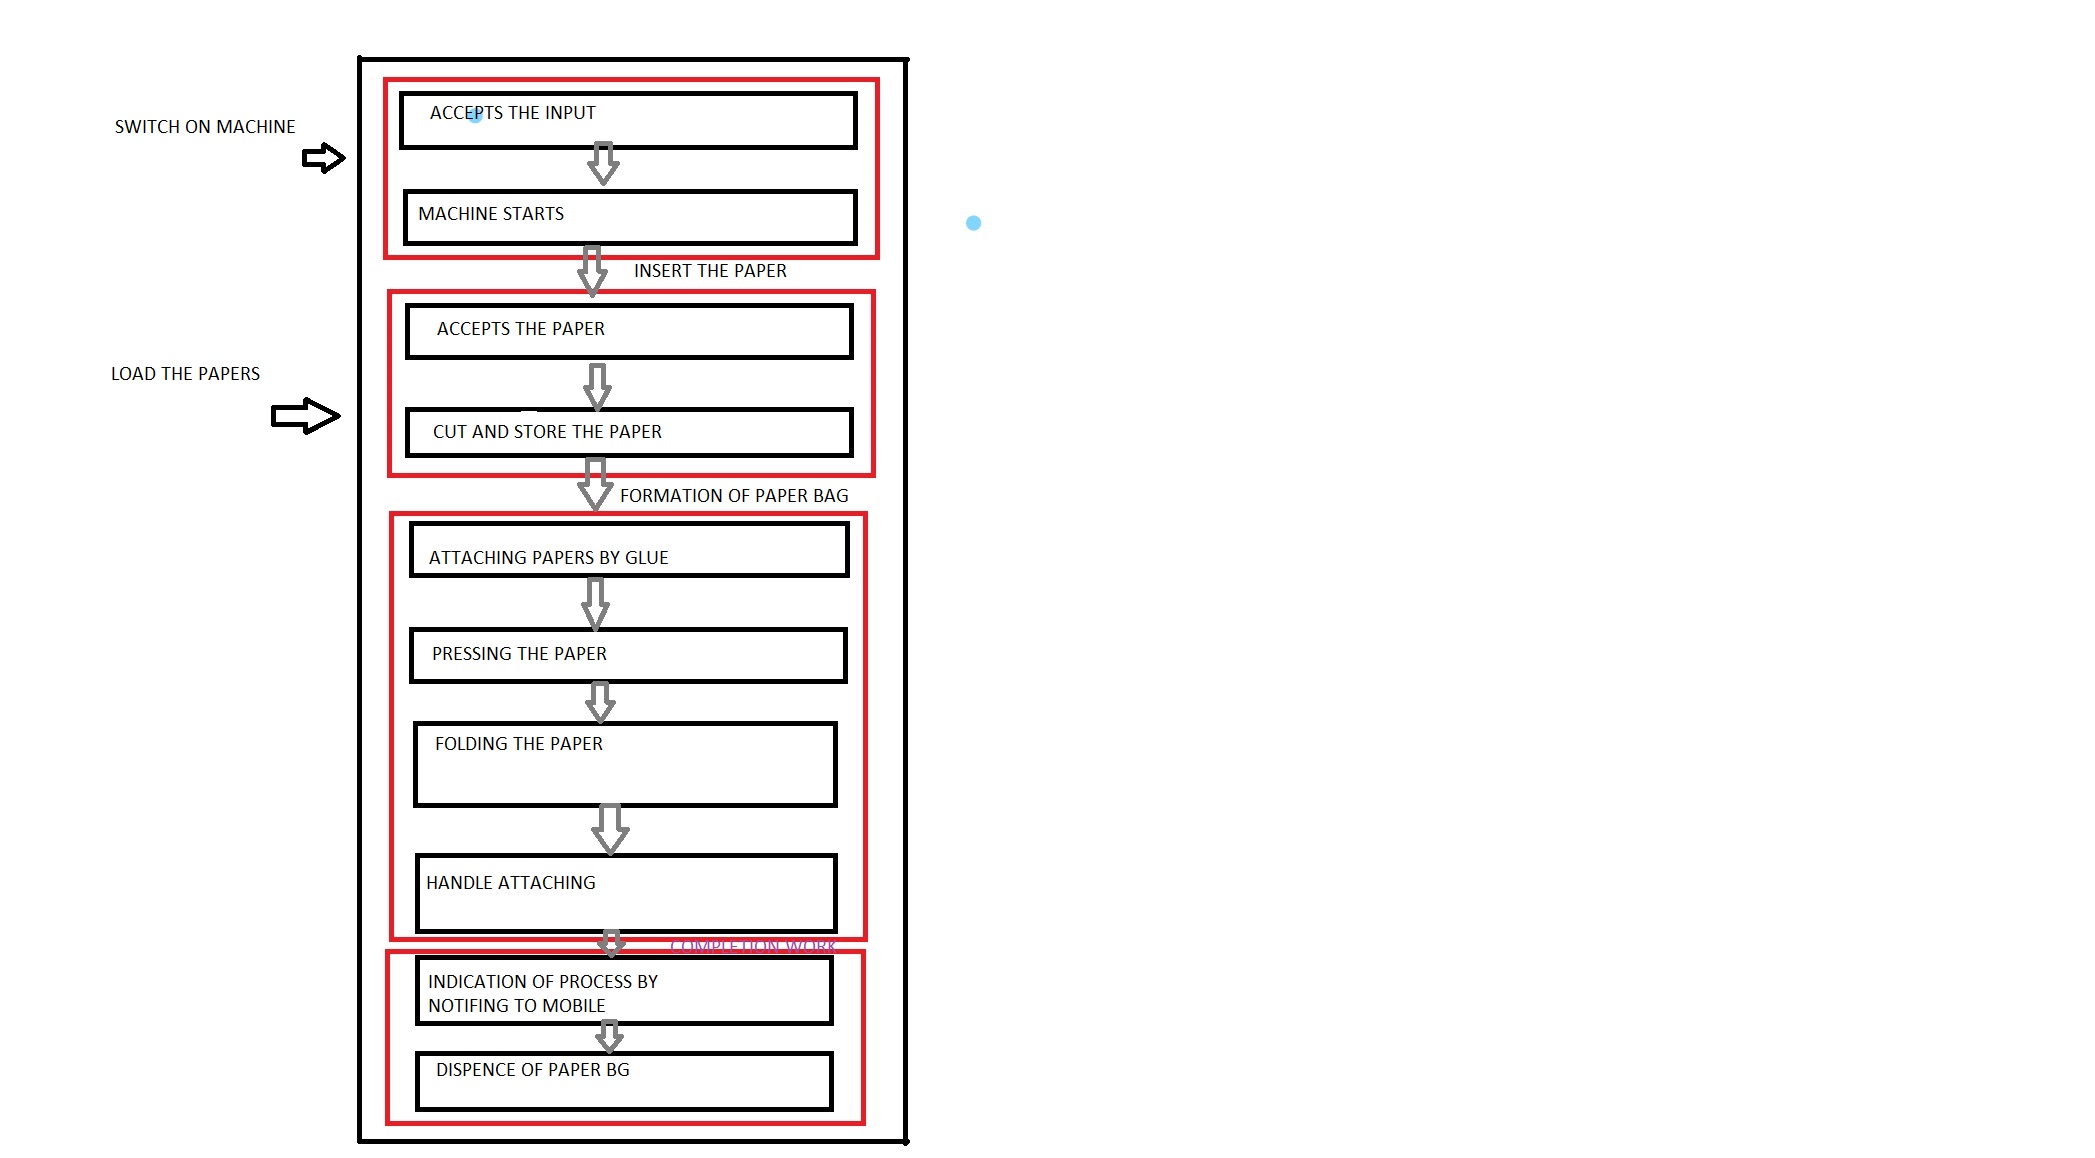 SWITCH ON MACHINE
ACCEPTS THE INPUT
MACHINE STARTS
INSERT THE PAPER
LOAD THE PAPERS
ACCEPTS THE PAPER
CUT AND STORE THE PAPER
FORMATION OF PAPER BAG
ATTACHING PAPERS BY GLUE
PRESSING THE PAPER
FOLDING THE PAPER
HANDLE ATTACHING
COMPLETION WORK
INDICATION OF PROCESS BY
NOTIFING TO MOBILE
DISPENCE OF PAPER BG